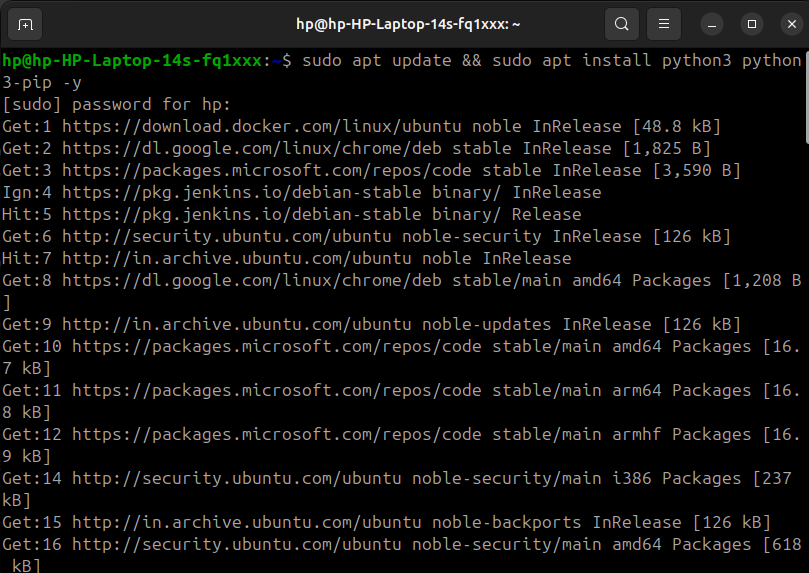 hp@hp-HP-Laptop-14s-fq1xxx: ~
hp@hp-HP-Laptop-14s-fq1xxx:~$ sudo apt update && sudo apt install python3 python
3-pip -y
[sudo] password for hp:
Get:1 https://download.docker.com/linux/ubuntu noble InRelease [48.8 kB]
Get:2 https://dl.google.com/linux/chrome/deb stable InRelease [1,825 B]
Get:3 https://packages.microsoft.com/repos/code stable InRelease [3,590 B]
Ign:4 https://pkg.jenkins.io/debian-stable binary/ InRelease
Hit:5 https://pkg.jenkins.io/debian-stable binary/ Release
Get:6 http://security.ubuntu.com/ubuntu noble-security InRelease [126 kB]
Hit:7 http://in.archive.ubuntu.com/ubuntu noble InRelease
Get:8 https://dl.google.com/linux/chrome/deb stable/main amd64 Packages [1,208 B
]
Get:9 http://in.archive.ubuntu.com/ubuntu noble-updates InRelease [126 kB]
Get:10 https://packages.microsoft.com/repos/code stable/main amd64 Packages [16.
7 kB]
Get:11 https://packages.microsoft.com/repos/code stable/main arm64 Packages [16.
8 kB]
Get:12 https://packages.microsoft.com/repos/code stable/main armhf Packages [16.
9 kB]
Get:14 http://security.ubuntu.com/ubuntu noble-security/main i386 Packages [237
kB]
Get:15 http://in.archive.ubuntu.com/ubuntu noble-backports InRelease [126 kB]
Get:16 http://security.ubuntu.com/ubuntu noble-security/main amd64 Packages [618
 kB]